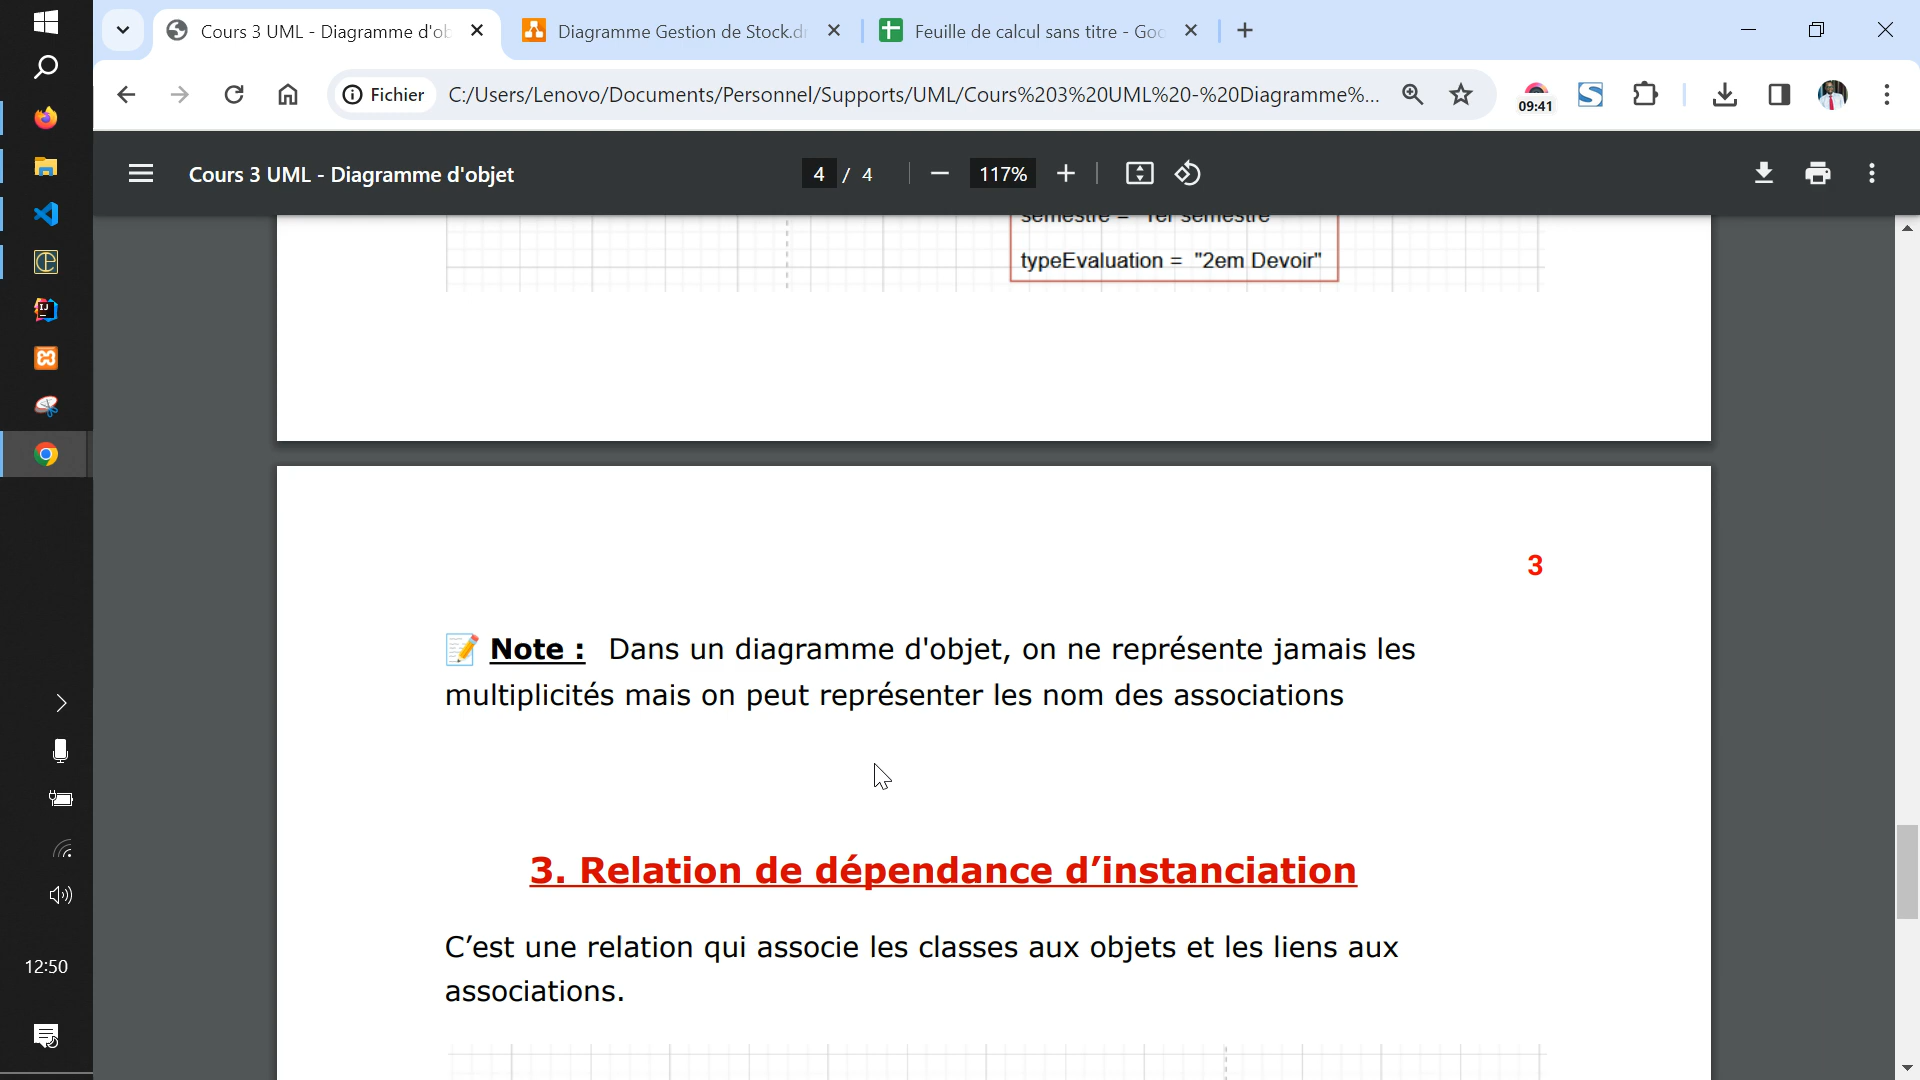 Cours 3 UML - Diagramme d'ob
Diagramme Gestion de Stock.dr
Feuille de calcul sans titre - Goo
Fichier
C:/Users/Lenovo/Documents/Personnel/Supports/UML/Cours%203%20UML%20-%20Diagramme%...
09:41
Cours 3 UML - Diagramme d'objet
4 / 4
117%
semestre = "1er semestre"
typeEvaluation = "2em Devoir"
3
Note : Dans un diagramme d'objet, on ne représente jamais les
multiplicités mais on peut représenter les nom des associations
3. Relation de dépendance d’instanciation
C’est une relation qui associe les classes aux objets et les liens aux
associations.
12:50